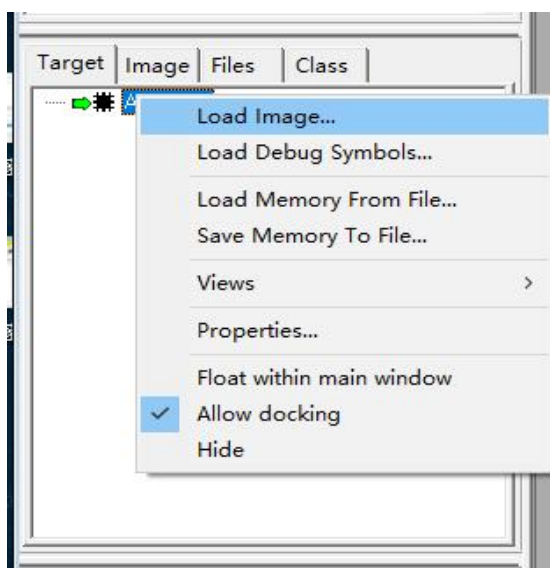 Target Image Files Class
Load Image...
Load Debug Symbols...
Load Memory From File...
Save Memory To File...
Views
Properties...
Float within main window
Allow docking
Hide